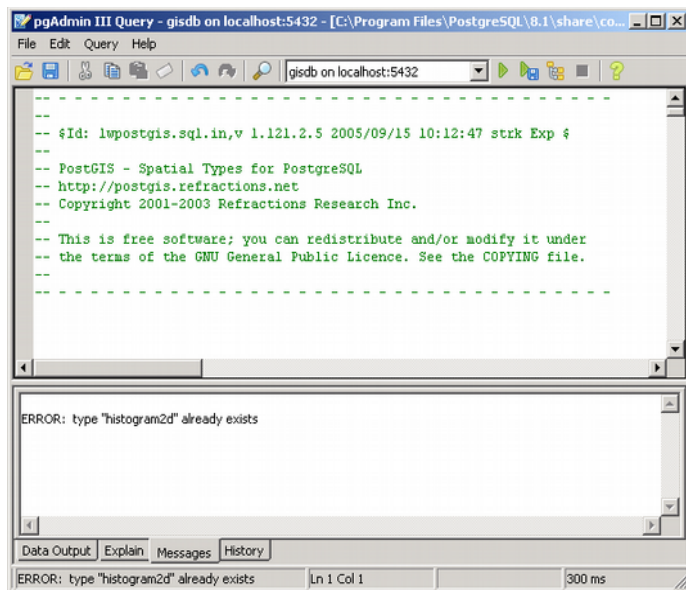 pgAdmin III Query - gisdb on localhost:5432 - [C:\Program Files\PostgreSQL\8.1\share\co...
File Edit Query Help
gisdb on localhost:5432
-- - - - - - - - - - - - - - - - - - - - - - - - - - - - - - - -
--
-- $Id: lwpostgis.sql.in,v 1.121.2.5 2005/09/15 10:12:47 strk Exp $
--
-- PostGIS - Spatial Types for PostgreSQL
-- http://postgis.refractions.net
-- Copyright 2001-2003 Refractions Research Inc.
--
-- This is free software; you can redistribute and/or modify it under
-- the terms of the GNU General Public Licence. See the COPYING file.
--
-- - - - - - - - - - - - - - - - - - - - - - - - - - - - - - - -
ERROR: type "histogram2d" already exists
Data Output Explain Messages History
ERROR: type "histogram2d" already exists Ln 1 Col 1 300 ms